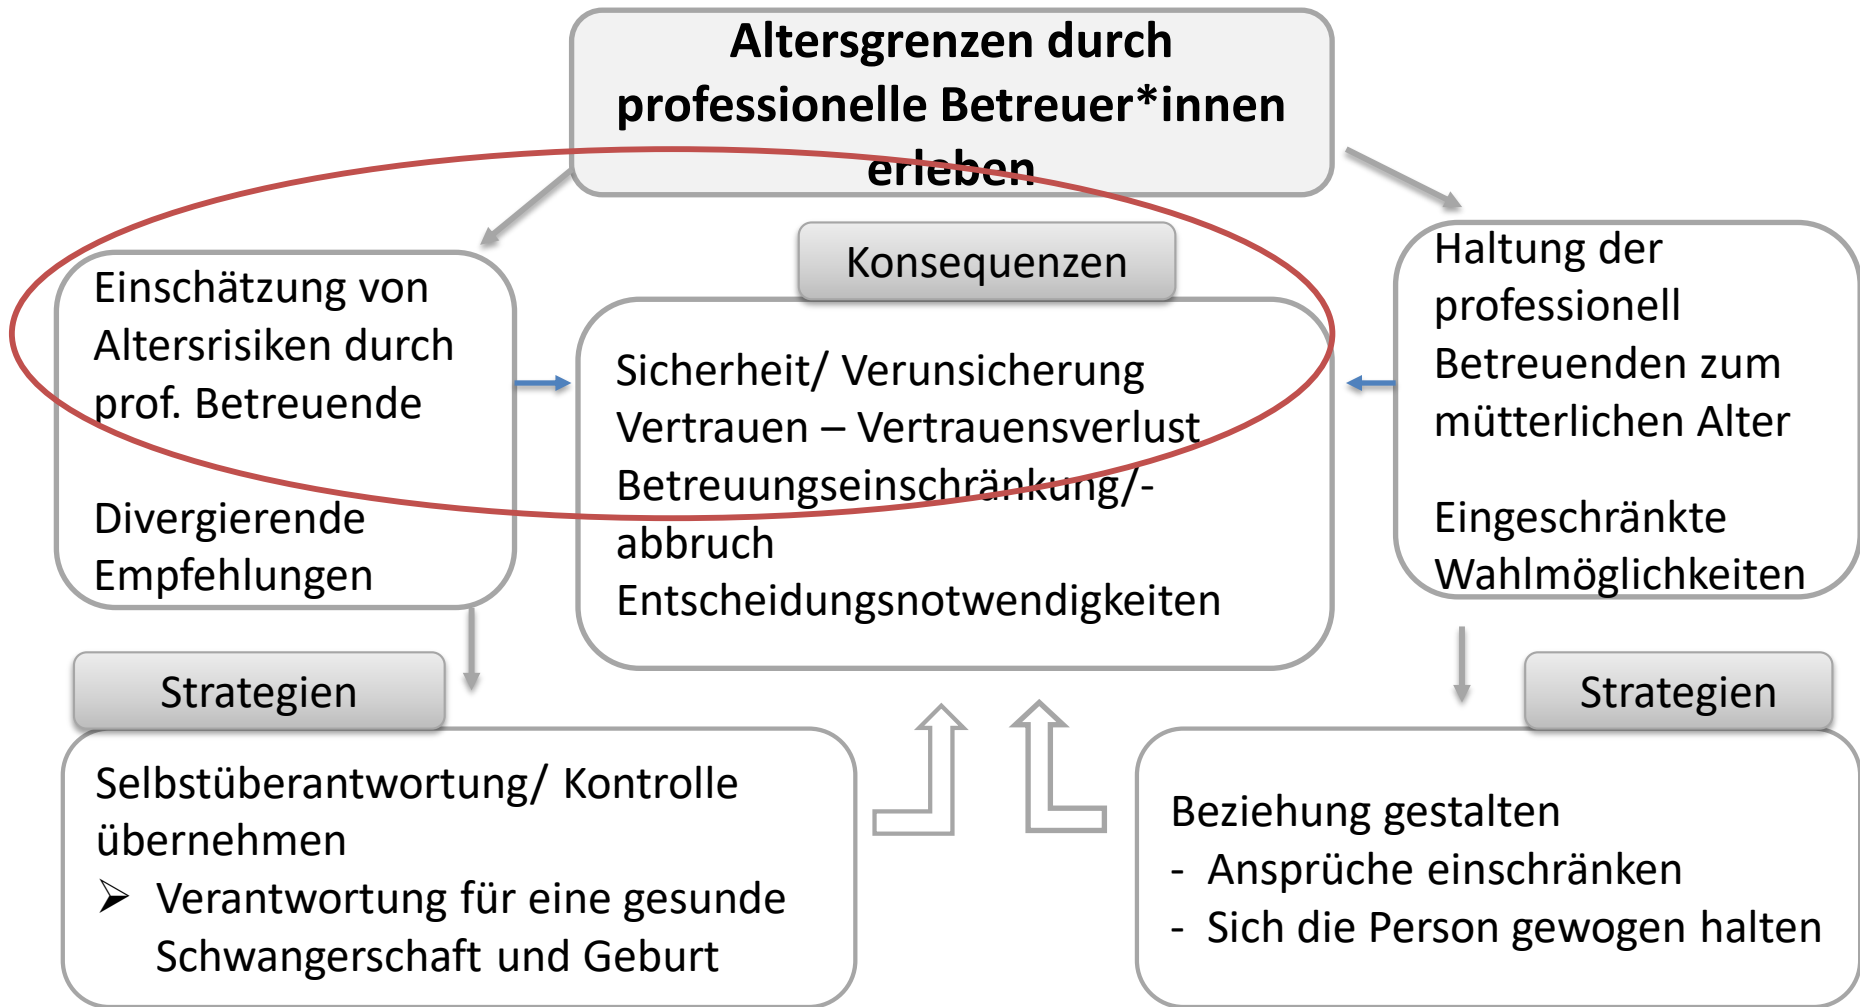 Altersgrenzen durch
professionelle Betreuer*innen
erleben
Einschätzung von
Altersrisiken durch
prof. Betreuende
Divergierende
Empfehlungen
Konsequenzen
Sicherheit/ Verunsicherung
Vertrauen – Vertrauensverlust
Betreuungseinschränkung/-
abbruch
Entscheidungsnotwendigkeiten
Haltung der
professionell
Betreuenden zum
mütterlichen Alter
Eingeschränkte
Wahlmöglichkeiten
Strategien
Selbstüberantwortung/ Kontrolle
übernehmen
➢ Verantwortung für eine gesunde
Schwangerschaft und Geburt
Strategien
Beziehung gestalten
- Ansprüche einschränken
- Sich die Person gewogen halten